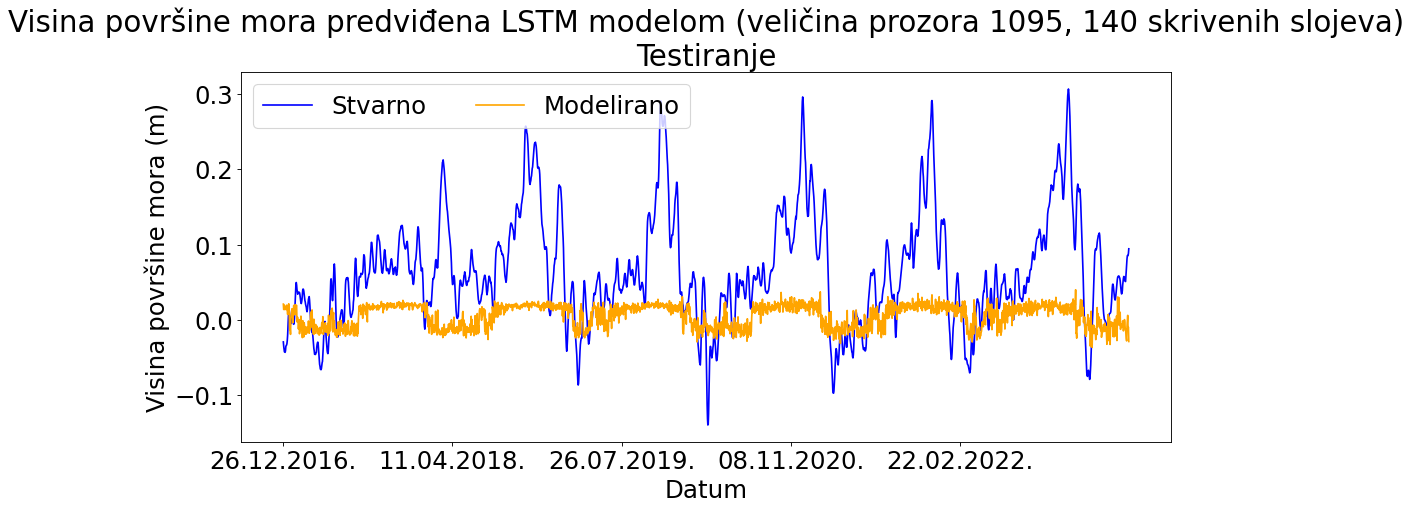 Visina površine mora predviđena LSTM modelom (veličina prozora 1095, 140 skrivenih slojeva)
Testiranje
Stvarno
Modelirano
Visina površine mora (m)
0.3
0.2
0.1
0.0
−0.1
26.12.2016.
11.04.2018.
26.07.2019.
08.11.2020.
22.02.2022.
Datum